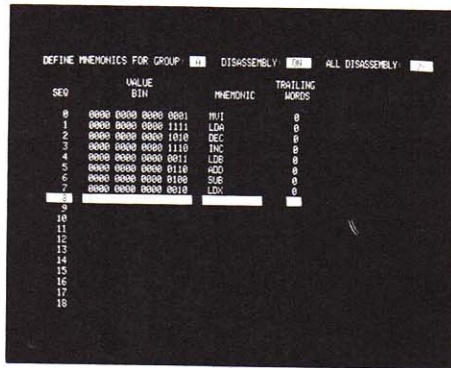 DEFINE MNEMONICS FOR GROUP: A DISASSEMBLY: ON ALL DISASSEMBLY:
SEQ VALUE BIN MNEMONIC TRAILING WORDS
0 0000 0000 0000 0001 MVI 0
1 0000 0000 0000 1111 LDA 0
2 0000 0000 0000 1010 DEC 0
3 0000 0000 0000 1110 INC 0
4 0000 0000 0000 0011 LDB 0
5 0000 0000 0000 0110 ADD 0
6 0000 0000 0000 0100 SUB 0
7 0000 0000 0000 0010 LDX 0
8
9
10
11
12
13
14
15
16
17
18